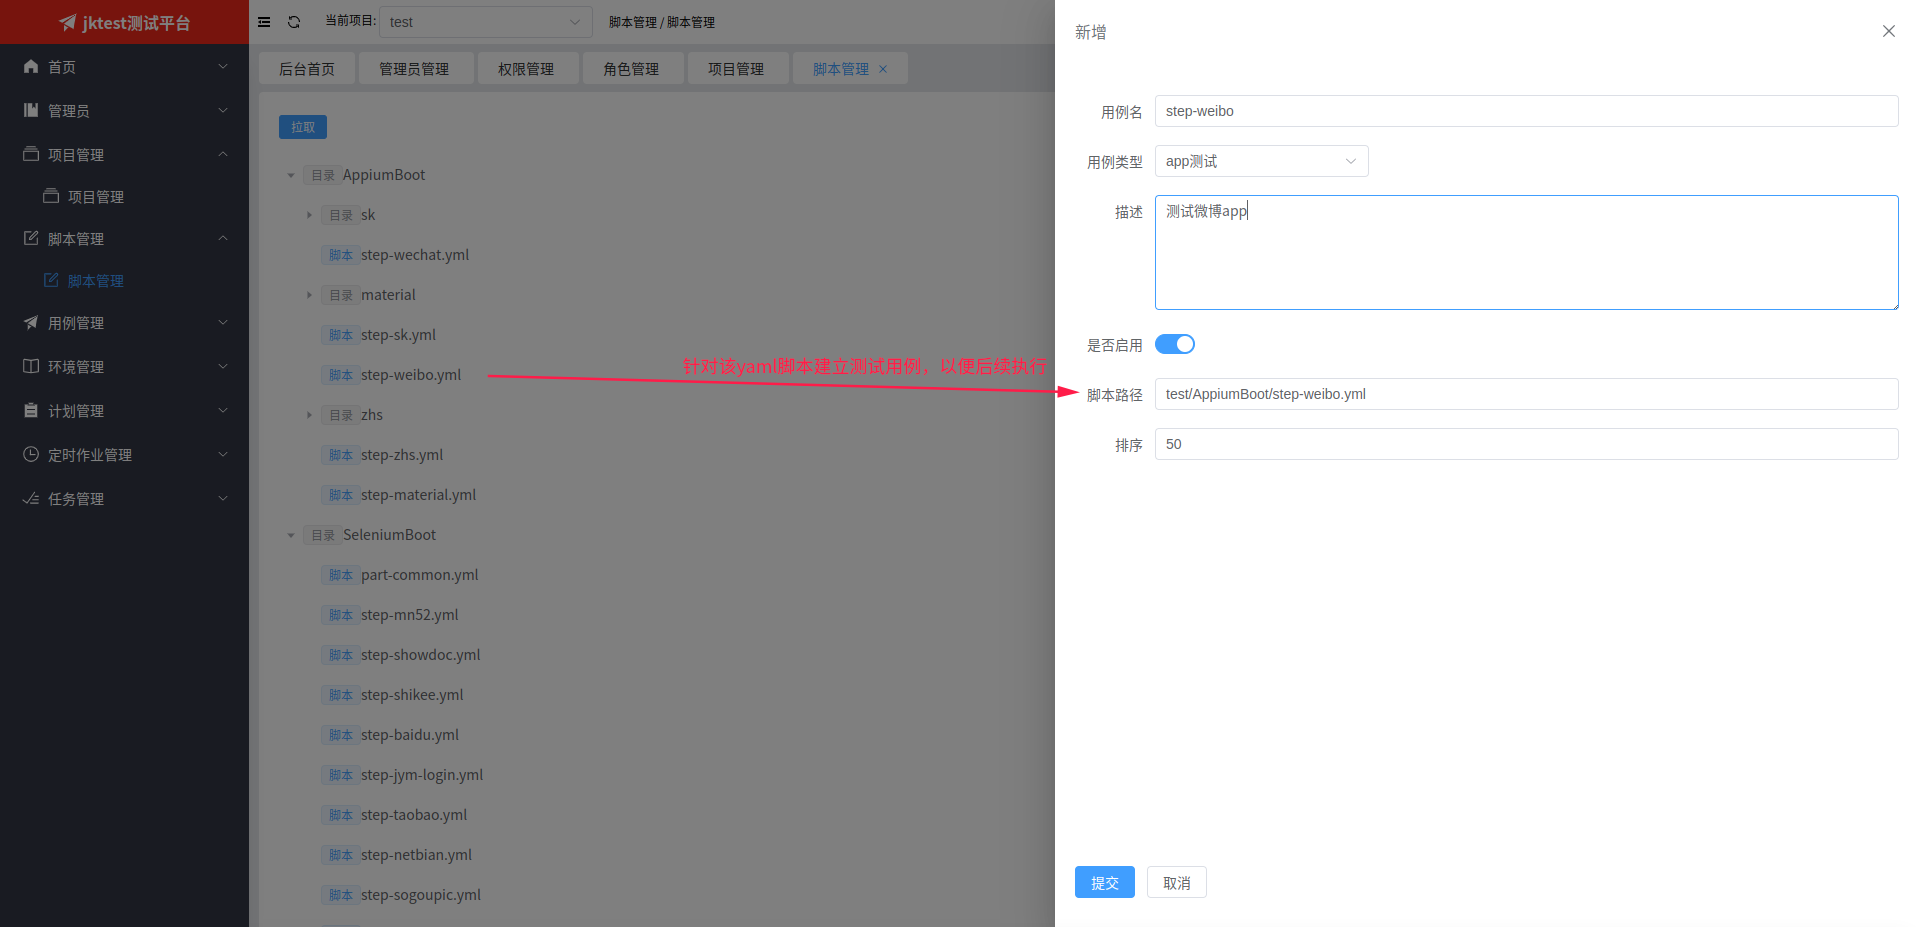 jktest测试平台
首页
管理员
项目管理
项目管理
脚本管理
脚本管理
用例管理
环境管理
计划管理
定时作业管理
任务管理
当前项目: test 脚本管理 / 脚本管理
后台首页 管理员管理 权限管理 角色管理 项目管理 脚本管理
拉取
目录 AppiumBoot
目录 sk
脚本 step-wechat.yml
目录 material
脚本 step-sk.yml
脚本 step-weibo.yml
目录 zhs
脚本 step-zhs.yml
脚本 step-material.yml
目录 SeleniumBoot
脚本 part-common.yml
脚本 step-mn52.yml
脚本 step-showdoc.yml
脚本 step-shikee.yml
脚本 step-baidu.yml
脚本 step-jym-login.yml
脚本 step-taobao.yml
脚本 step-netbian.yml
脚本 step-sogoupic.yml
针对该yaml脚本建立测试用例，以便后续执行
新增
用例名 step-weibo
用例类型 app测试
描述 测试微博app
是否启用
脚本路径 test/AppiumBoot/step-weibo.yml
排序 50
提交 取消